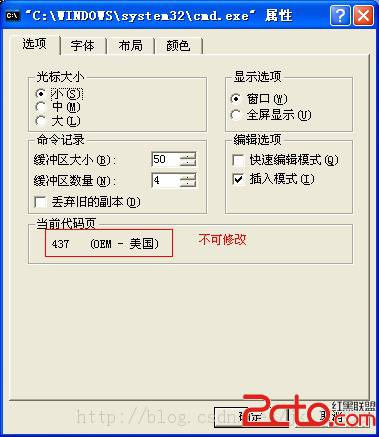 "C:\WINDOWS\system32\cmd.exe" 属性
选项 字体 布局 颜色
光标大小
小(S)
中(M)
大(L)
显示选项
窗口(W)
全屏显示(U)
命令记录
缓冲区大小(B): 50
缓冲区数量(N): 4
丢弃旧的副本(D)
编辑选项
快速编辑模式(Q)
插入模式(I)
当前代码页
437 (OEM - 美国)
不可修改
确定
取消
http://blog.csdn
2cto.com
红黑联盟